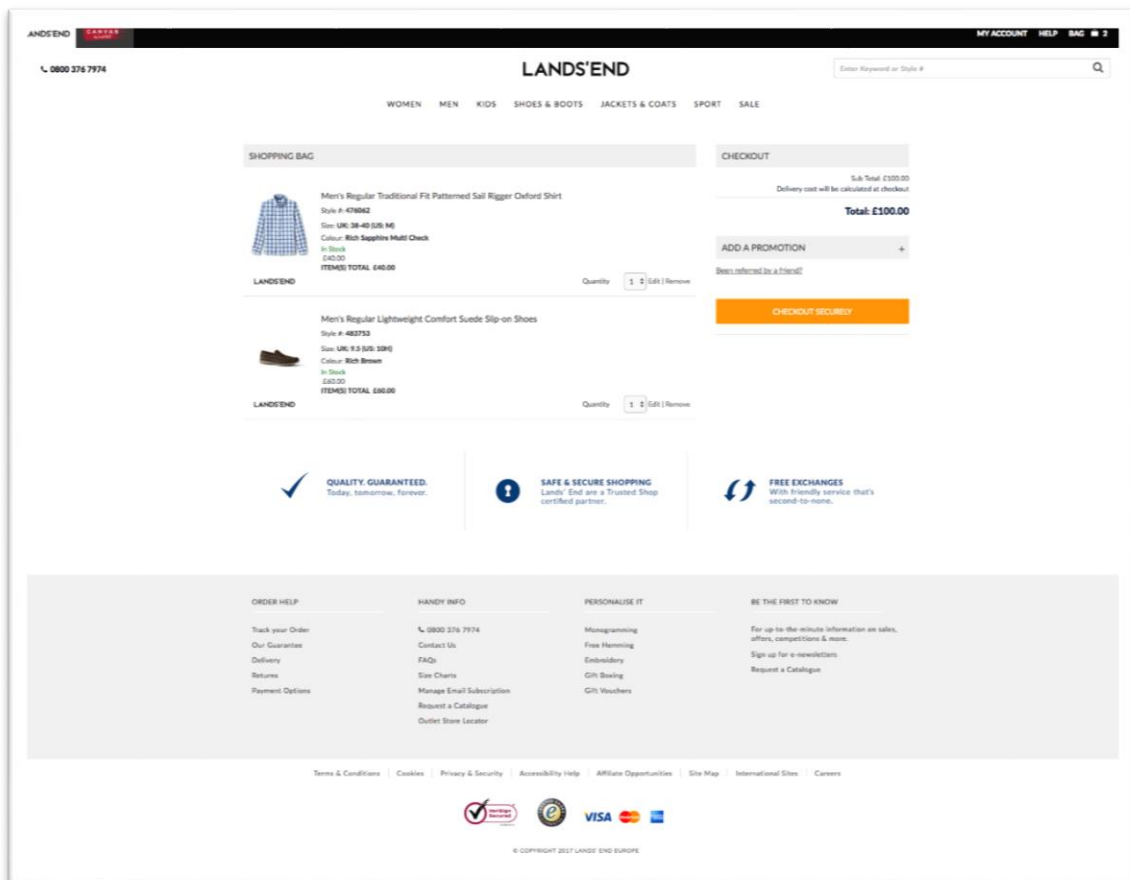 LANDS'END
CANVAS
MY ACCOUNT HELP BAG 2
0800 376 7974
LANDS'END
Enter Keyword or Style #
WOMEN MEN KIDS SHOES & BOOTS JACKETS & COATS SPORT SALE
SHOPPING BAG
Men's Regular Traditional Fit Patterned Sail Rigger Oxford Shirt
Style #: 476062
Size: UK: 38-40 (US: M)
Colour: Rich Sapphire Multi Check
In Stock
£40.00
ITEM(S) TOTAL £40.00
LANDS'END
Quantity 1 Edit | Remove
Men's Regular Lightweight Comfort Suede Slip-on Shoes
Style #: 483753
Size: UK: 9.5 (US: 10H)
Colour: Rich Brown
In Stock
£60.00
ITEM(S) TOTAL £60.00
LANDS'END
Quantity 1 Edit | Remove
CHECKOUT
Sub Total: £100.00
Delivery cost will be calculated at checkout
Total: £100.00
ADD A PROMOTION +
Been referred by a friend?
CHECKOUT SECURELY
QUALITY. GUARANTEED.
Today, tomorrow, forever.
SAFE & SECURE SHOPPING
Lands' End are a Trusted Shop
certified partner.
FREE EXCHANGES
With friendly service that's
second-to-none.
ORDER HELP
Track your Order
Our Guarantee
Delivery
Returns
Payment Options
HANDY INFO
0800 376 7974
Contact Us
FAQs
Size Charts
Manage Email Subscription
Request a Catalogue
Outlet Store Locator
PERSONALISE IT
Monogramming
Free Hemming
Embroidery
Gift Boxing
Gift Vouchers
BE THE FIRST TO KNOW
For up-to-the-minute information on sales,
offers, competitions & more.
Sign up for e-newsletters
Request a Catalogue
Terms & Conditions | Cookies | Privacy & Security | Accessibility Help | Affiliate Opportunities | Site Map | International Sites | Careers
VeriSign
Secured
VISA
© COPYRIGHT 2017 LANDS' END EUROPE